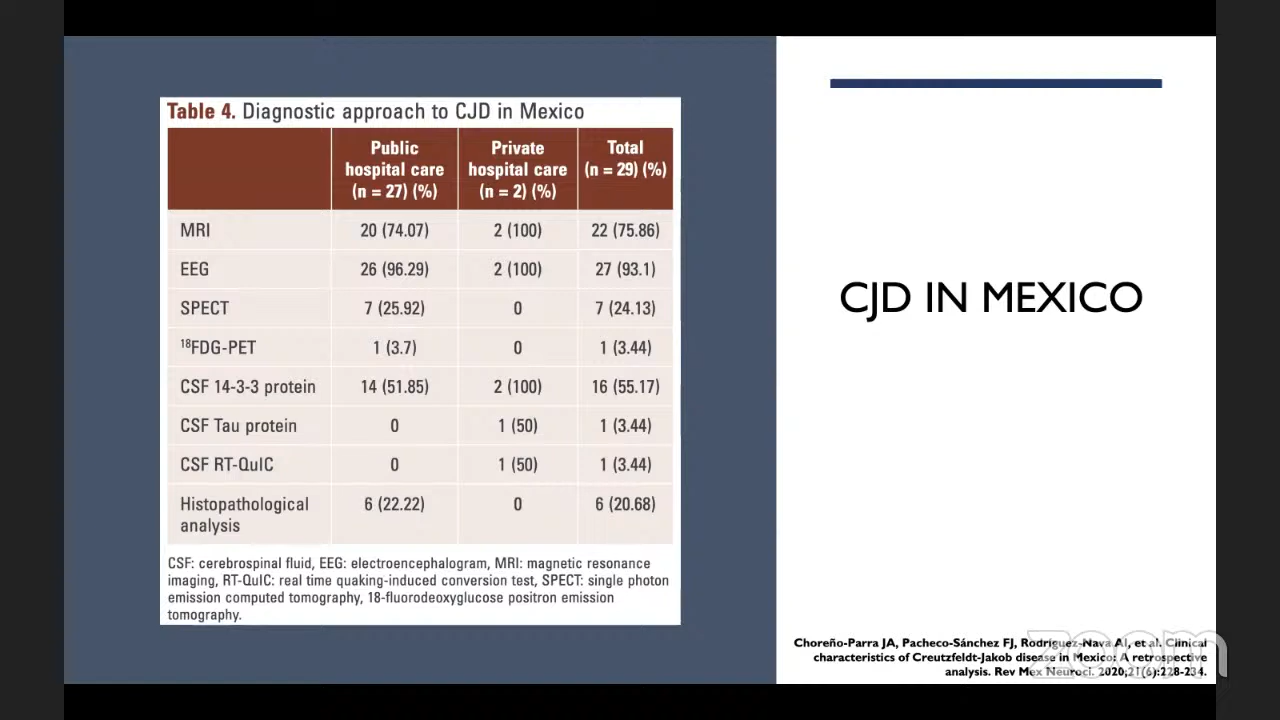 Table 4. Diagnostic approach to CJD in Mexico
Public hospital care (n = 27) (%) Private hospital care (n = 2) (%) Total (n = 29) (%)
MRI 20 (74.07) 2 (100) 22 (75.86)
EEG 26 (96.29) 2 (100) 27 (93.1)
SPECT 7 (25.92) 0 7 (24.13)
18FDG-PET 1 (3.7) 0 1 (3.44)
CSF 14-3-3 protein 14 (51.85) 2 (100) 16 (55.17)
CSF Tau protein 0 1 (50) 1 (3.44)
CSF RT-QuIC 0 1 (50) 1 (3.44)
Histopathological analysis 6 (22.22) 0 6 (20.68)
CSF: cerebrospinal fluid, EEG: electroencephalogram, MRI: magnetic resonance
imaging, RT-QuIC: real time quaking-induced conversion test, SPECT: single photon
emission computed tomography, 18-fluorodeoxyglucose positron emission
tomography.
CJD IN MEXICO
Choreño-Parra JA, Pacheco-Sánchez FJ, Rodríguez-Nava AI, et al. Clinical
characteristics of Creutzfeldt-Jakob disease in Mexico: A retrospective
analysis. Rev Mex Neuroci. 2020;21(6):228-234.
zoom